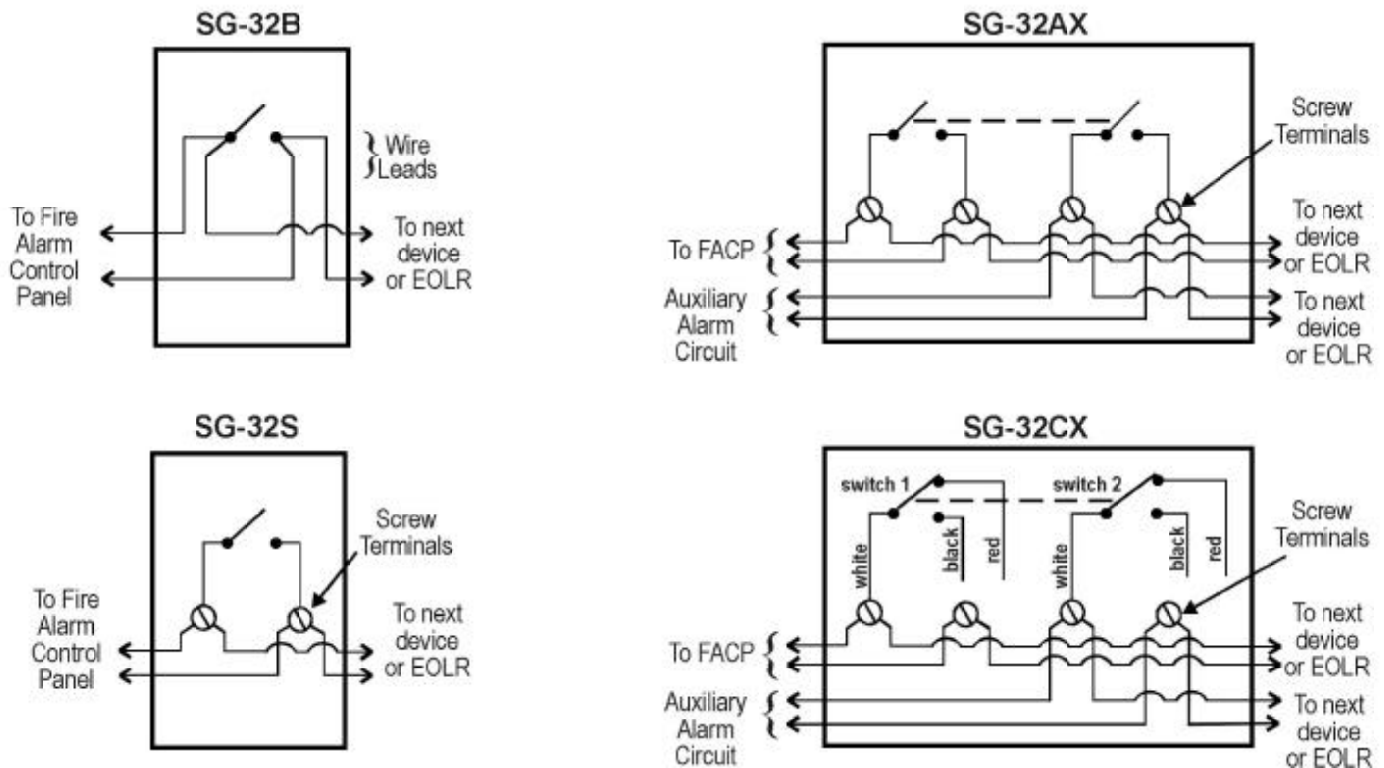 SG-32B
Wire
Leads
To Fire
Alarm
Control
Panel
To next
device
or EOLR
SG-32AX
Screw
Terminals
To FACP
Auxiliary
Alarm
Circuit
To next
device
or EOLR
To next
device
or EOLR
SG-32S
Screw
Terminals
To Fire
Alarm
Control
Panel
To next
device
or EOLR
SG-32CX
switch 1
switch 2
white
black
red
white
black
red
Screw
Terminals
To FACP
Auxiliary
Alarm
Circuit
To next
device
or EOLR
To next
device
or EOLR